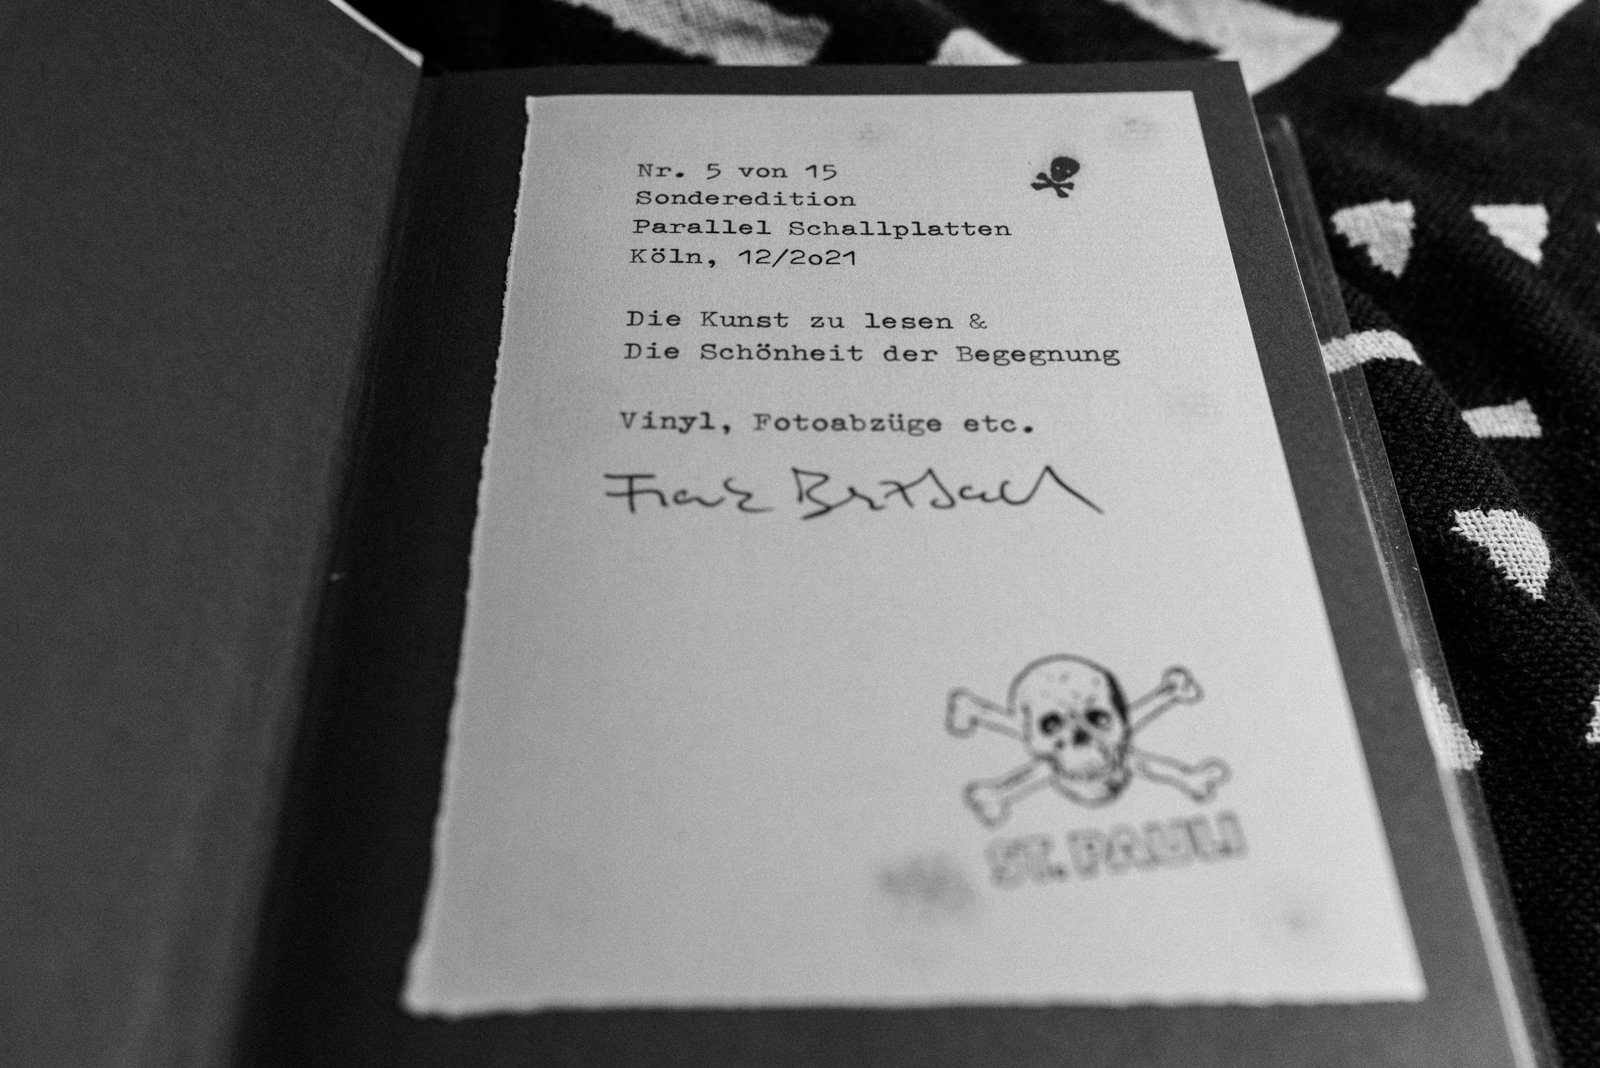 Nr. 5 von 15
Sonderedition
Parallel Schallplatten
Köln, 12/2o21
Die Kunst zu lesen &
Die Schönheit der Begegnung
Vinyl, Fotoabzüge etc.
ST. PAULI